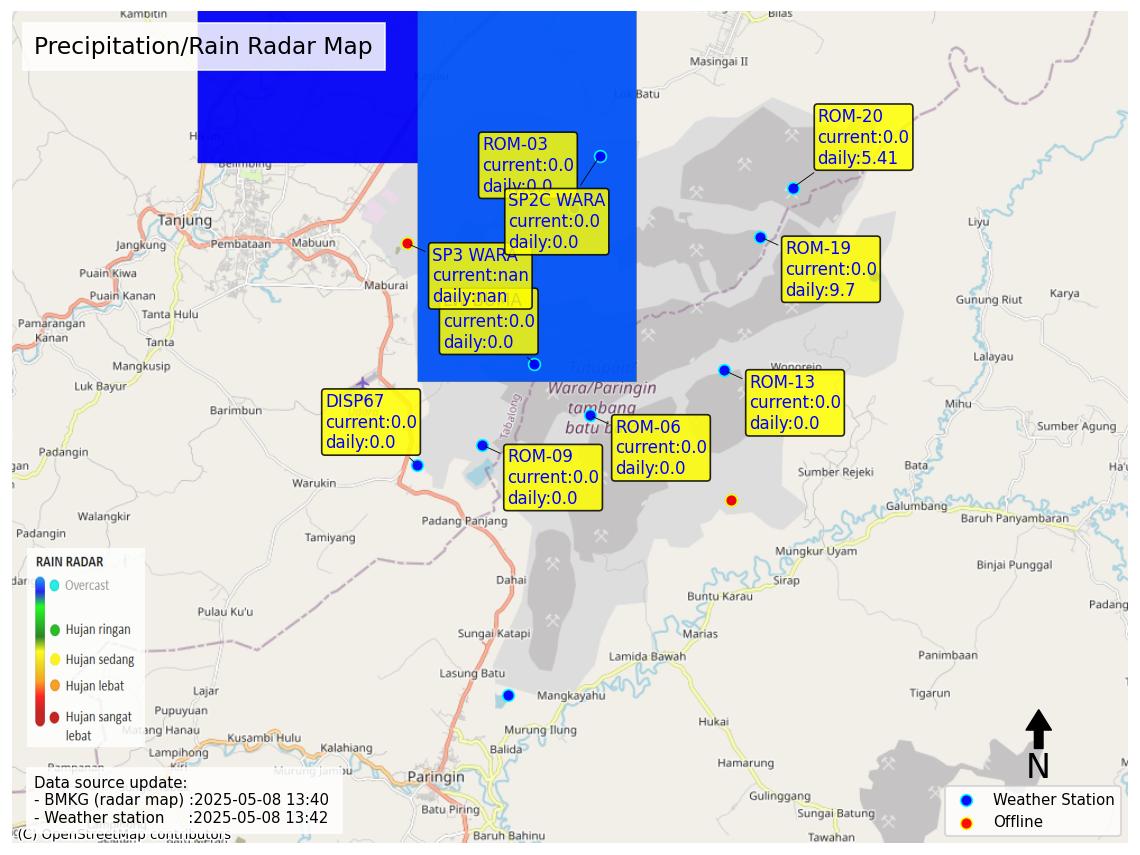 Kambitin
Bilas
Precipitation/Rain Radar Map
Masingai II
Belimbing
Tanjung
Jangkung
Pembataan
Mabuun
Puain Kiwa
Maburai
Puain Kanan
Tanta Hulu
Pamarangan
Kanan
Tanta
Mangkusip
Luk Bayur
Barimbun
Padangin
Warukin
Walangkir
Padangin
Tamiyang
Padang Panjang
Dahai
Pulau Ku'u
Sungai Katapi
Lasung Batu
Lajar
Pupuyuan
Matang Hanau
Lampihong
Kusambi Hulu
Kalahiang
Murung Jambu
Paringin
Batu Piring
Baruh Bahinu
Balida
Murung Ilung
Mangkayahu
Lamida Bawah
Marias
Buntu Karau
Sirap
Mungkur Uyam
Hukai
Hamarung
Gulinggang
Sungai Batung
Tawahan
Tigarun
Panimbaan
Binjai Punggal
Baruh Panyambaran
Galumbang
Sumber Rejeki
Bata
Sumber Agung
Mihu
Lalayau
Gunung Riut
Karya
Liyu
Wonorejo
Wara/Paringin
tambang
Tabalong
ROM-03
current:0.0
daily:0.0
SP2C WARA
current:0.0
daily:0.0
SP3 WARA
current:nan
daily:nan
current:0.0
daily:0.0
ROM-20
current:0.0
daily:5.41
ROM-19
current:0.0
daily:9.7
ROM-13
current:0.0
daily:0.0
ROM-06
current:0.0
daily:0.0
ROM-09
current:0.0
daily:0.0
DISP67
current:0.0
daily:0.0
RAIN RADAR
Overcast
Hujan ringan
Hujan sedang
Hujan lebat
Hujan sangat
lebat
Data source update:
- BMKG (radar map) :2025-05-08 13:40
- Weather station :2025-05-08 13:42
(C) OpenStreetMap contributors
N
Weather Station
Offline